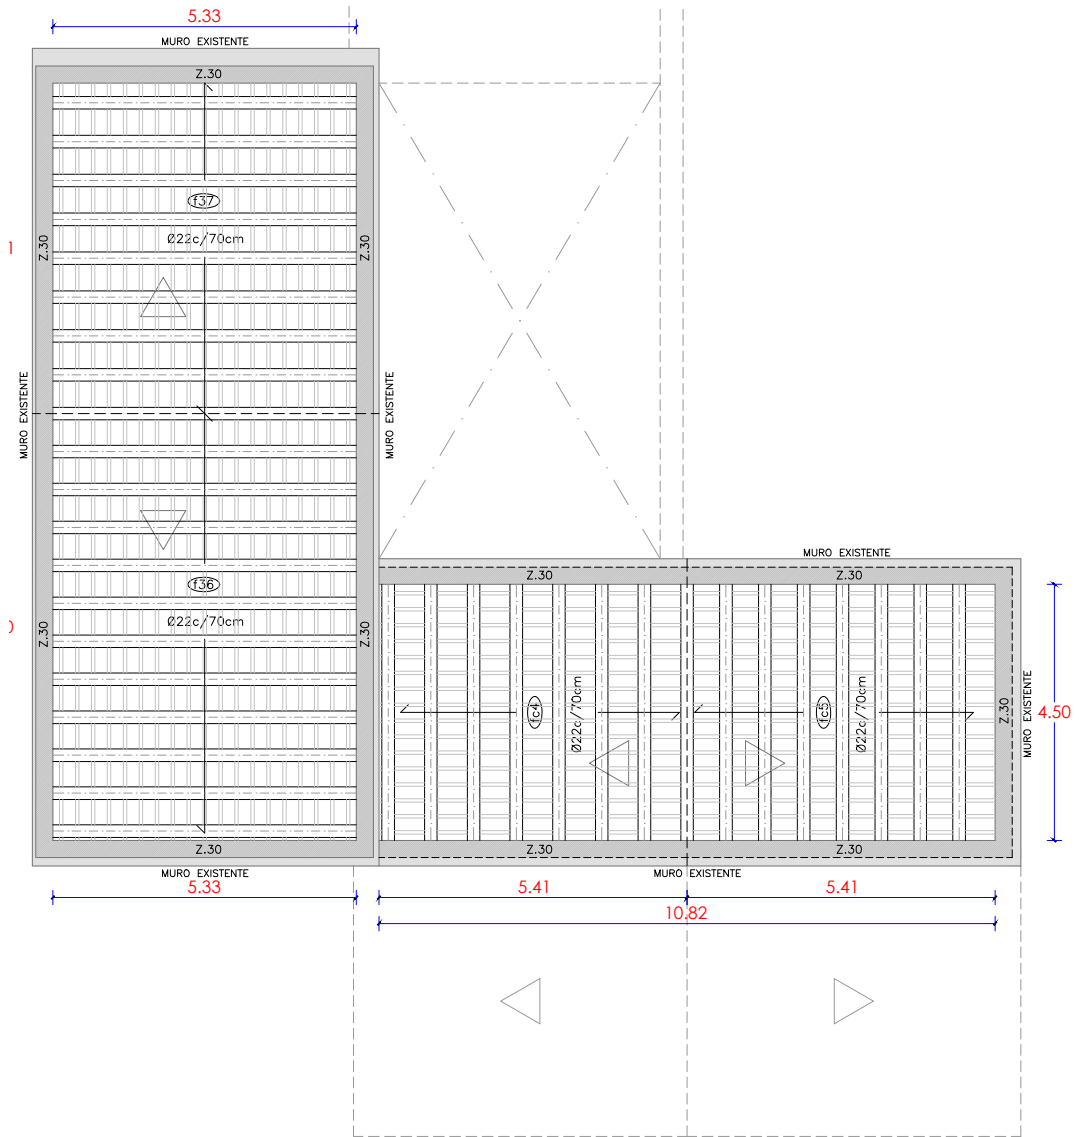 5.33
MURO EXISTENTE
Z.30
f37
Ø22c/70cm
Z.30
Z.30
1
MURO EXISTENTE
MURO EXISTENTE
f36
Ø22c/70cm
Z.30
Z.30
Z.30
MURO EXISTENTE
5.33
MURO EXISTENTE
Z.30
Z.30
fc4
Ø22c/70cm
fc5
Ø22c/70cm
Z.30
MURO EXISTENTE
4.50
Z.30
Z.30
MURO EXISTENTE
5.41
5.41
10.82